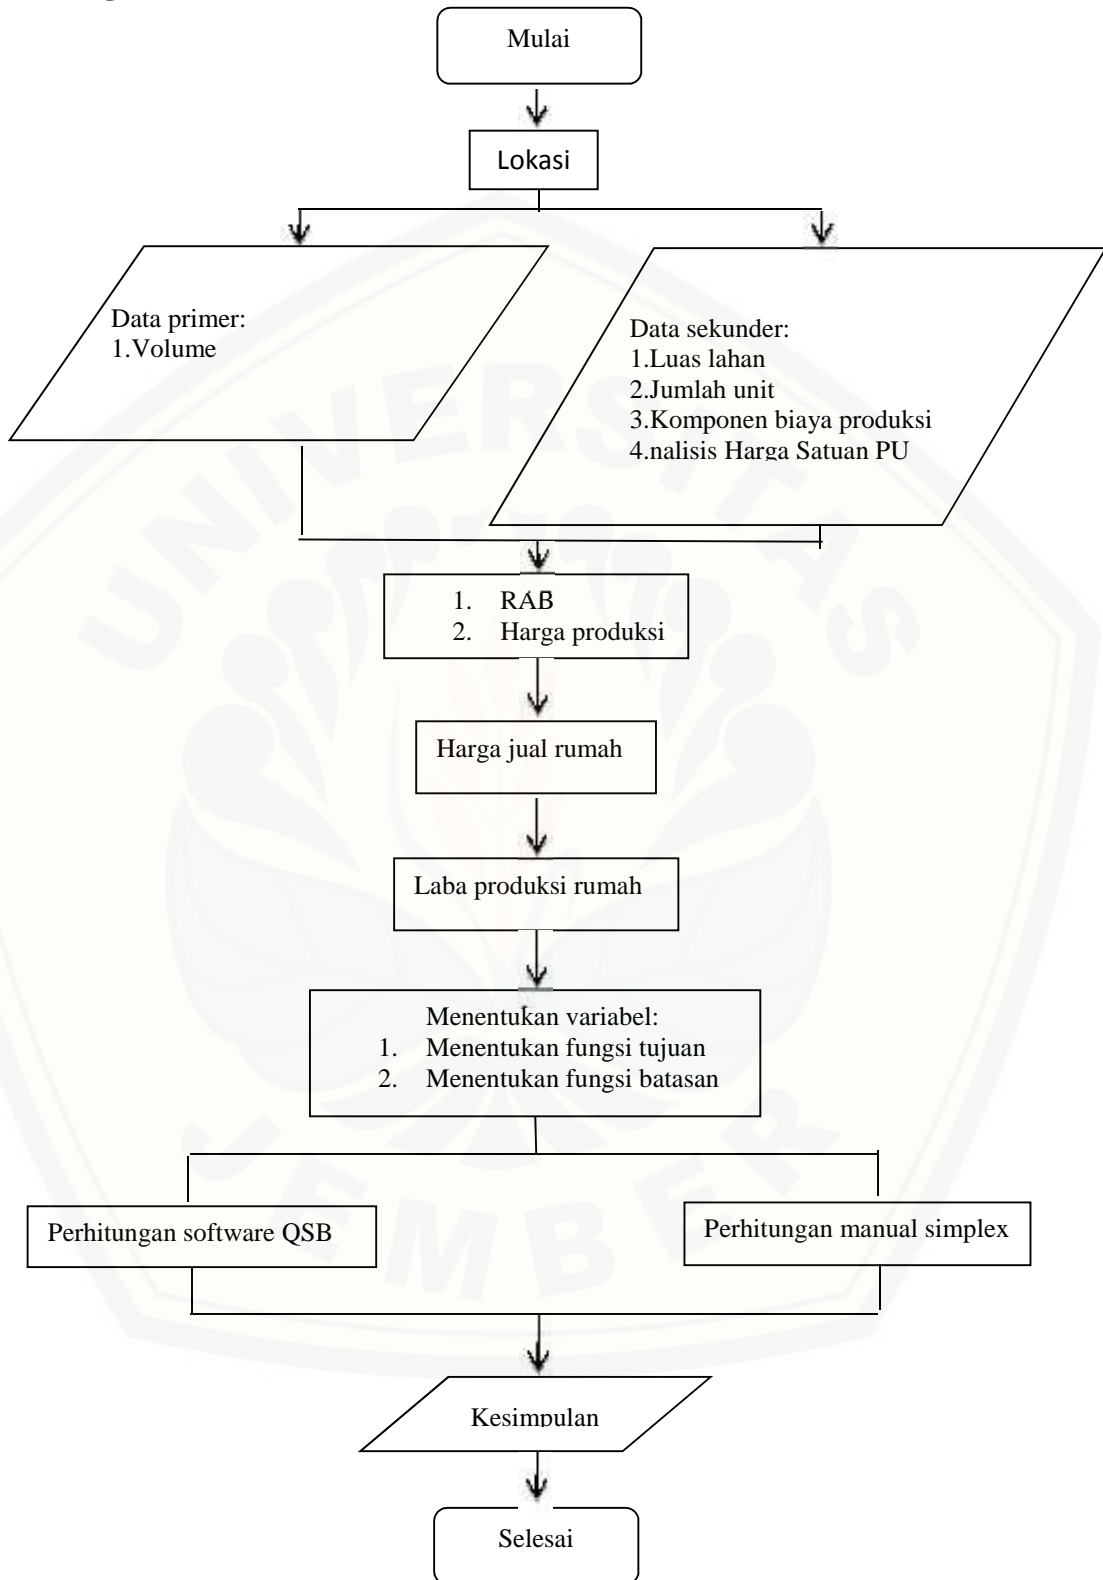 Mulai
Lokasi
Data primer:
1.Volume
Data sekunder:
1.Luas lahan
2.Jumlah unit
3.Komponen biaya produksi
4.nalisis Harga Satuan PU
1. RAB
2. Harga produksi
Harga jual rumah
Laba produksi rumah
Menentukan variabel:
1. Menentukan fungsi tujuan
2. Menentukan fungsi batasan
Perhitungan software QSB
Perhitungan manual simplex
Kesimpulan
Selesai
UNIVERSITAS
JEMBER